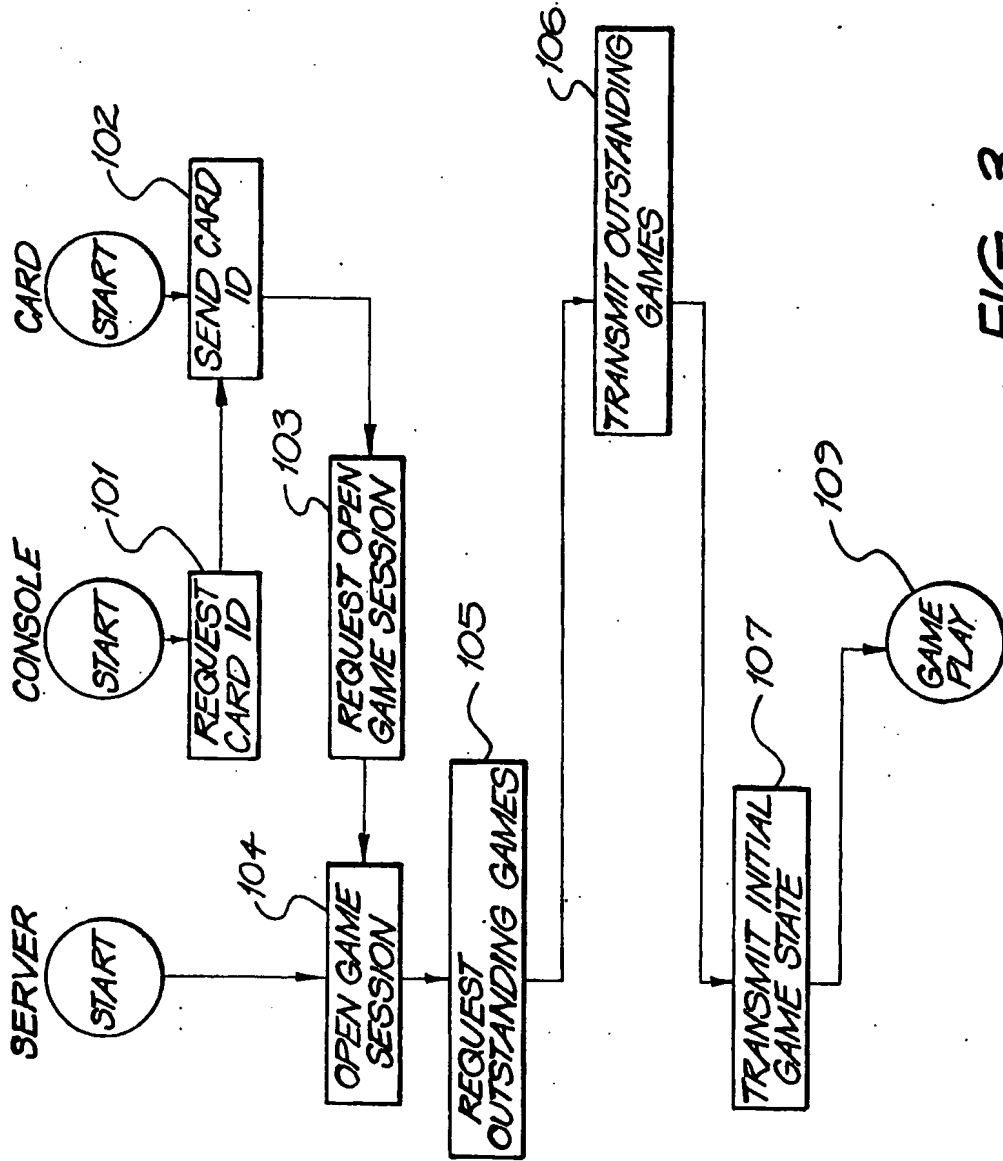 SERVER
CONSOLE
CARD
START
START
START
101
REQUEST
CARD ID
102
SEND CARD
ID
103
REQUEST OPEN
GAME SESSION
104
OPEN GAME
SESSION
105
REQUEST
OUTSTANDING GAMES
106
TRANSMIT OUTSTANDING
GAMES
107
TRANSMIT INITIAL
GAME STATE
109
GAME
PLAY
FIG.